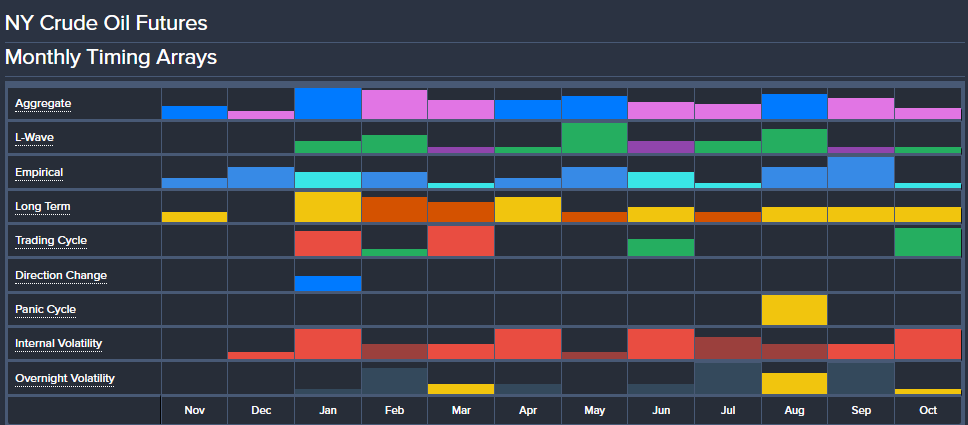 NY Crude Oil Futures
Monthly Timing Arrays
Aggregate
L-Wave
Empirical
Long Term
Trading Cycle
Direction Change
Panic Cycle
Internal Volatility
Overnight Volatility
Nov Dec Jan Feb Mar Apr May Jun Jul Aug Sep Oct